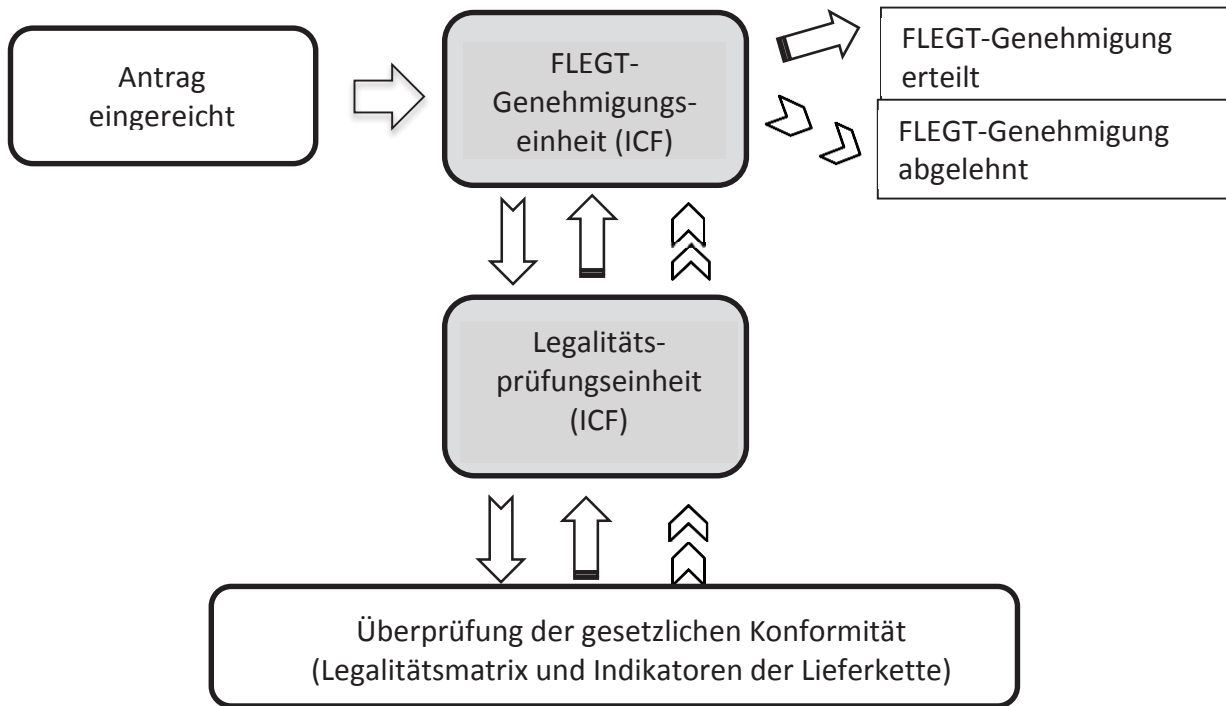 Antrag
eingereicht
FLEGT-
Genehmigungs-
einheit (ICF)
FLEGT-Genehmigung
erteilt
FLEGT-Genehmigung
abgelehnt
Legalitäts-
prüfungseinheit
(ICF)
Überprüfung der gesetzlichen Konformität
(Legalitätsmatrix und Indikatoren der Lieferkette)